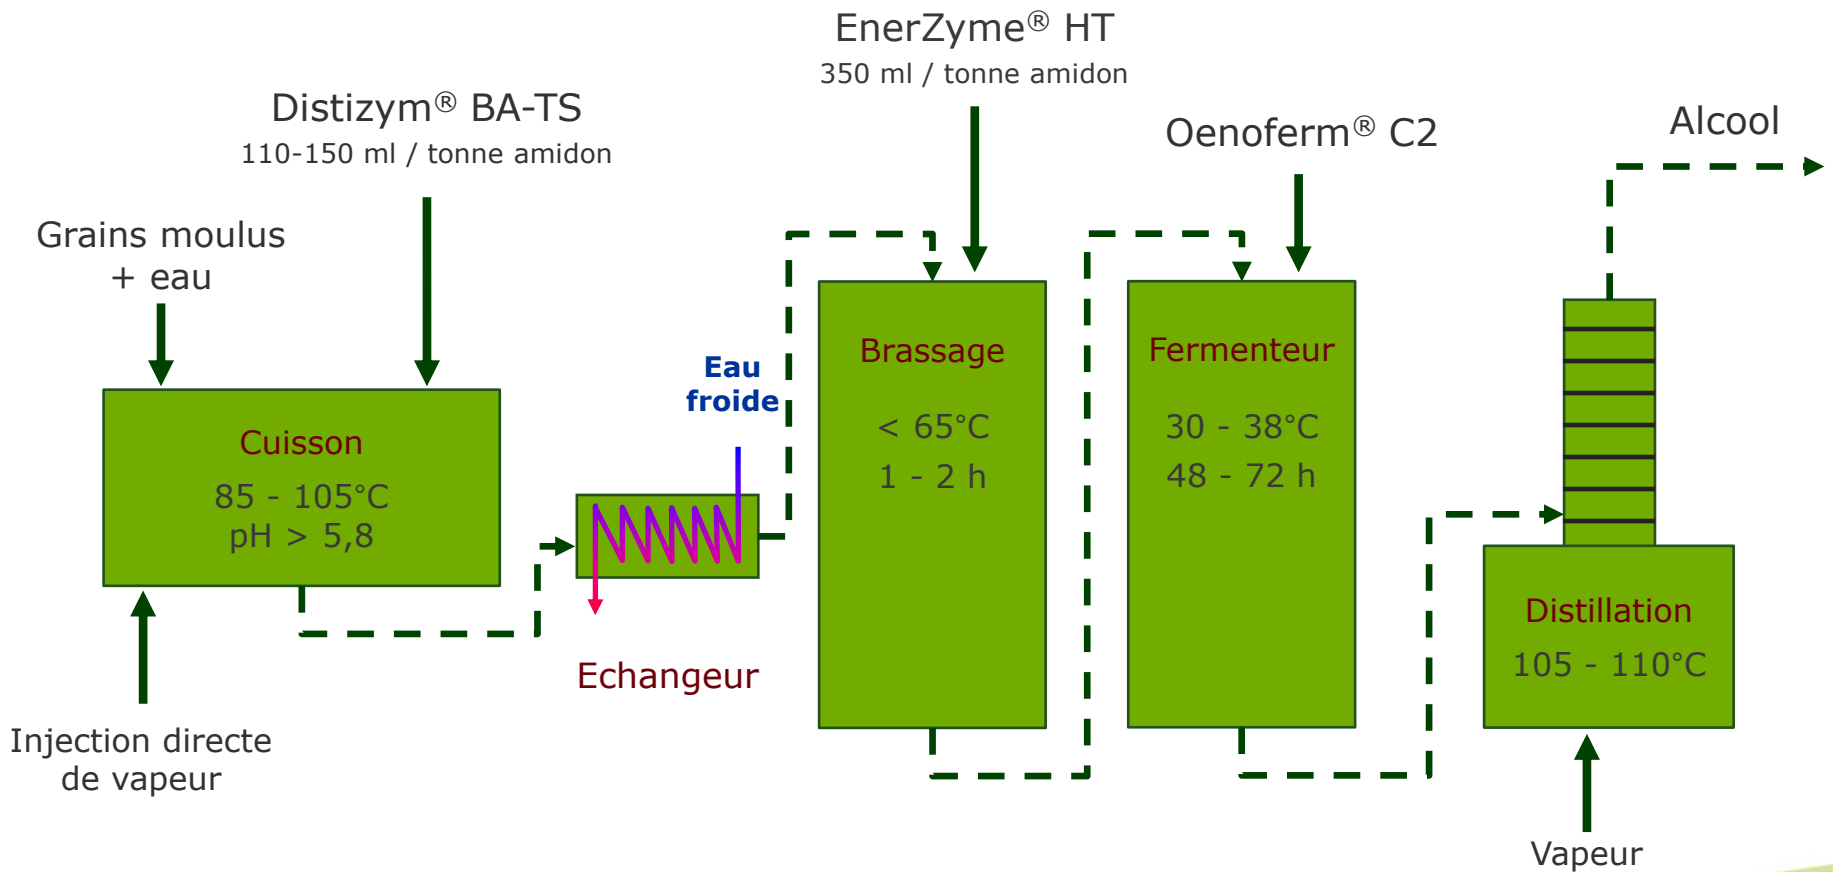 EnerZyme® HT
350 ml / tonne amidon
Distizym® BA-TS
110-150 ml / tonne amidon
Oenoferm® C2
Alcool
Grains moulus
+ eau
Eau
froide
Cuisson
85 - 105°C
pH > 5,8
Echangeur
Brassage
< 65°C
1 - 2 h
Fermenteur
30 - 38°C
48 - 72 h
Distillation
105 - 110°C
Injection directe
de vapeur
Vapeur